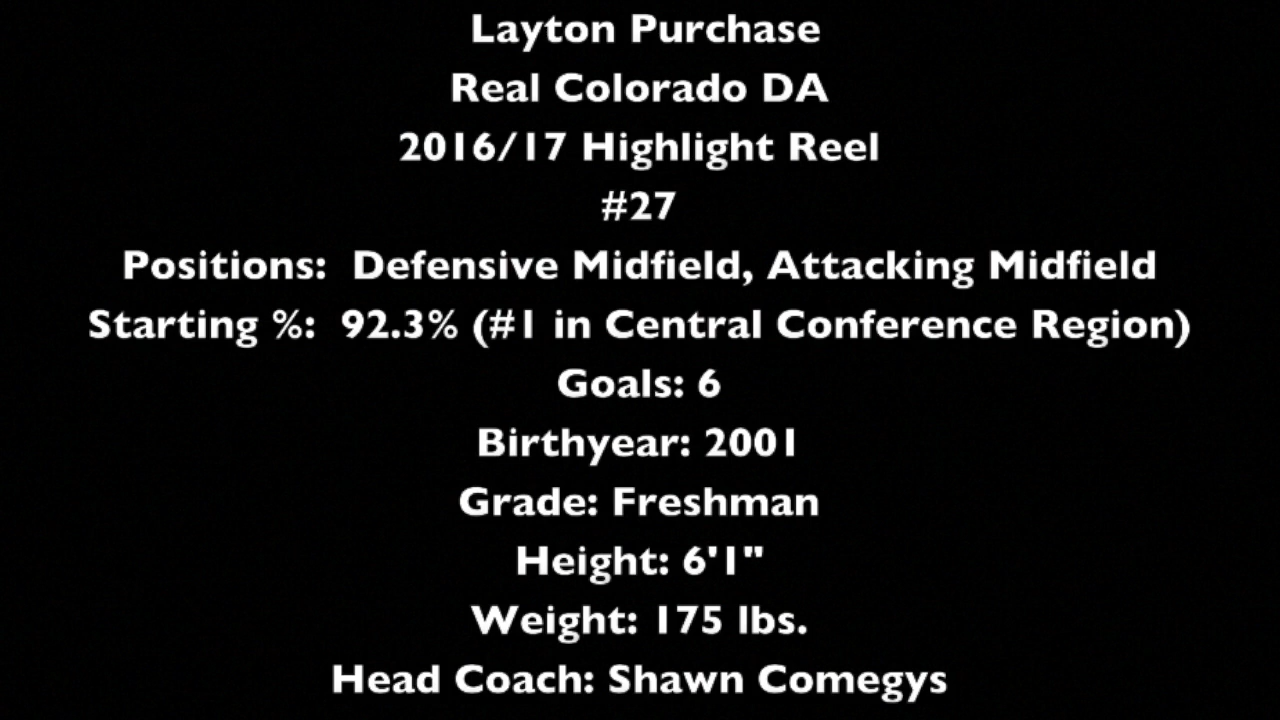 Layton Purchase
Real Colorado DA
2016/17 Highlight Reel
#27
Positions:  Defensive Midfield, Attacking Midfield
Starting %:  92.3% (#1 in Central Conference Region)
Goals: 6
Birthyear: 2001
Grade: Freshman
Height: 6'1"
Weight: 175 lbs.
Head Coach: Shawn Comegys